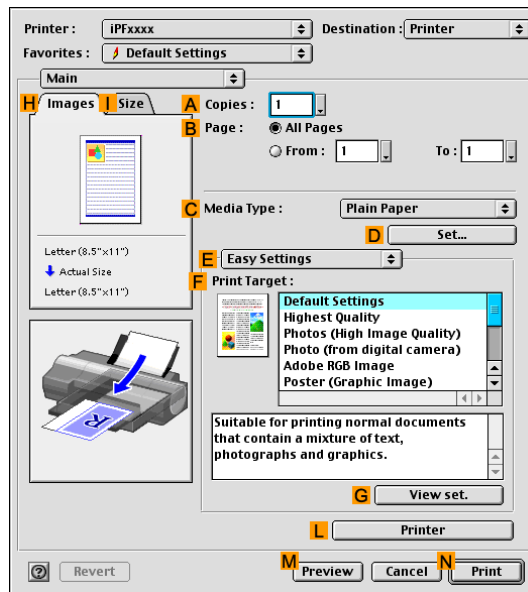 Printer : iPFxxxx Destination : Printer
Favorites : Default Settings
Main
H Images I Size
A Copies : 1
B Page : All Pages
From : 1 To : 1
C Media Type : Plain Paper
D Set...
Letter (8.5"x11")
Actual Size
Letter (8.5"x11")
E Easy Settings
F Print Target :
Default Settings
Highest Quality
Photos (High Image Quality)
Photo (from digital camera)
Adobe RGB Image
Poster (Graphic Image)
R
Suitable for printing normal documents
that contain a mixture of text,
photographs and graphics.
G View set.
L Printer
? Revert M Preview Cancel N Print